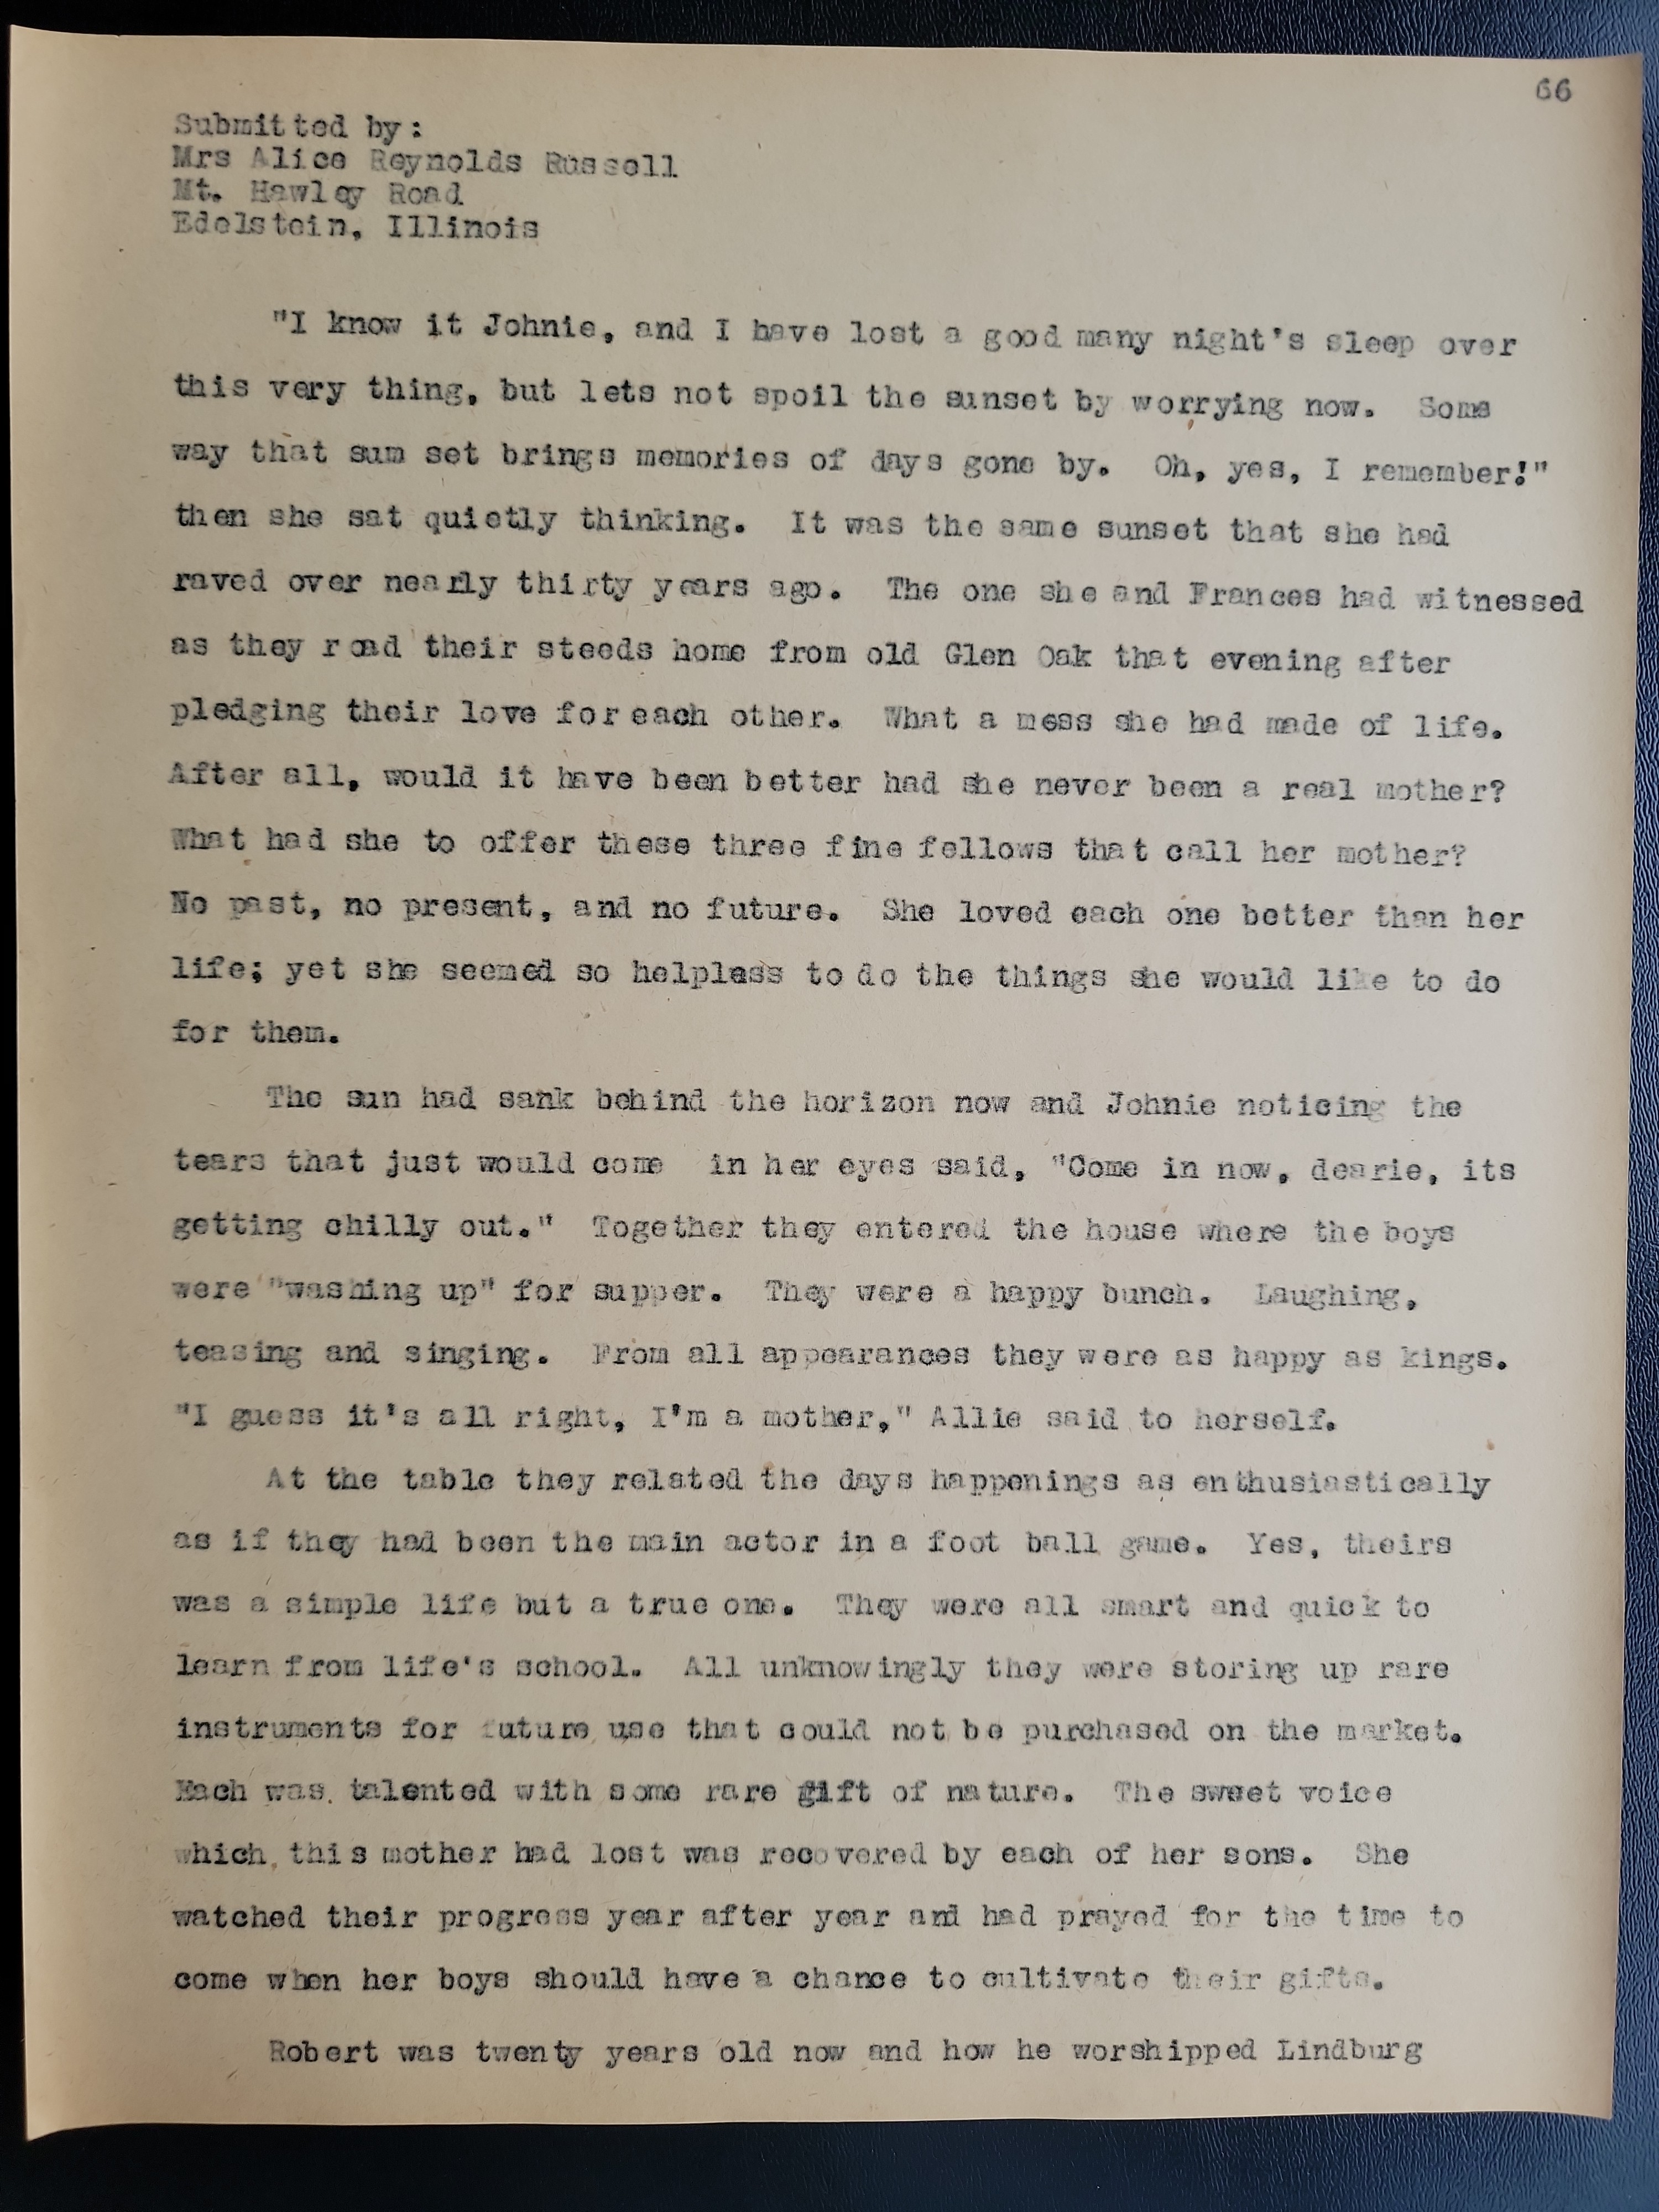 66
Submitted by:
Mrs Alice Reynolds Russell
Mt. Hawley Road
Edelstein, Illinois
"I know it Johnie, and I have lost a good many night's sleep over
this very thing, but lets not spoil the sunset by worrying now. Some
way that sun set brings memories of days gone by. Oh, yes, I remember!"
then she sat quietly thinking. It was the same sunset that she had
raved over nearly thirty years ago. The one she and Frances had witnessed
as they road their steeds home from old Glen Oak that evening after
pledging their love for each other. What a mess she had made of life.
After all, would it have been better had she never been a real mother?
What had she to offer these three fine fellows that call her mother?
No past, no present, and no future. She loved each one better than her
life; yet she seemed so helpless to do the things she would like to do
for them.
The sun had sank behind the horizon now and Johnie noticing the
tears that just would come in her eyes said, "Come in now, dearie, its
getting chilly out." Together they entered the house where the boys
were "washing up" for supper. They were a happy bunch. Laughing,
teasing and singing. From all appearances they were as happy as kings.
"I guess it's all right, I'm a mother," Allie said to herself.
At the table they related the days happenings as enthusiastically
as if they had been the main actor in a foot ball game. Yes, theirs
was a simple life but a true one. They were all smart and quick to
learn from life's school. All unknowingly they were storing up rare
instruments for future use that could not be purchased on the market.
Each was talented with some rare gift of nature. The sweet voice
which this mother had lost was recovered by each of her sons. She
watched their progress year after year and had prayed for the time to
come when her boys should have a chance to cultivate their gifts.
Robert was twenty years old now and how he worshipped Lindburg